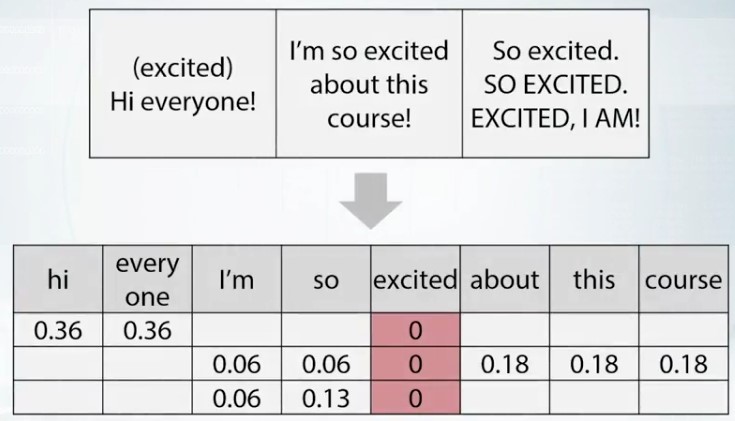 (excited)
Hi everyone!
I'm so excited
about this
course!
So excited.
SO EXCITED.
EXCITED, I AM!
hi every one I'm so excited about this course
0.36 0.36 0
0.06 0.06 0 0.18 0.18 0.18
0.06 0.13 0